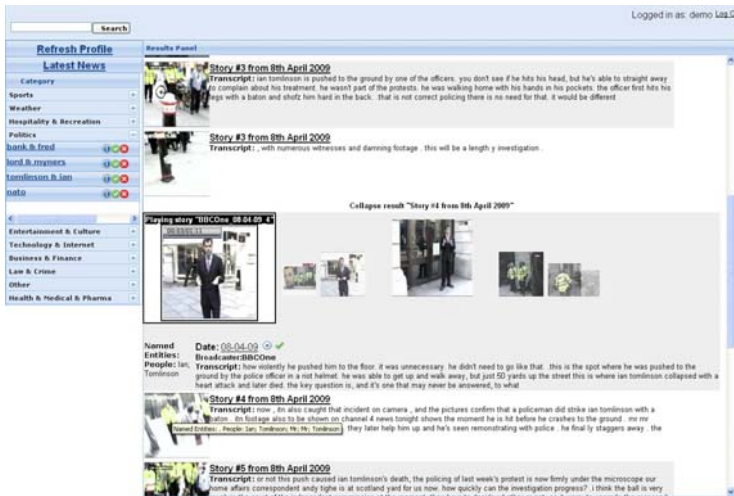 Logged in as: demo Log O
Search
Refresh Profile
Latest News
Category
Sports
Weather
Hospitality & Recreation
Politics
bank & fred
lord & myners
tomlinson & ian
nato
Entertainment & Culture
Technology & Internet
Business & Finance
Law & Crime
Other
Health & Medical & Pharma
Results Panel
Story #3 from 8th April 2009
Transcript: ian tomlinson is pushed to the ground by one of the officers. you don't see if he hits his head, but he's able to straight away
to complain about his treatment. he wasn't part of the protests. he was walking home with his hands in his pockets. the officer first hits his
legs with a baton and shofz him hard in the back. .that is not correct policing there is no need for that. it would be different
Story #3 from 8th April 2009
Transcript: , with numerous witnesses and damning footage . this will be a length y investigation .
Collapse result "Story #4 from 8th April 2009"
Playing story "BBCOne_08-04-09_4"
Named
Entities:
People: Ian;
Tomlinson
Date: 08-04-09
Broadcaster:BBCOne
Transcript: how violently he pushed him to the floor. it was unnecessary. he didn't need to go like that. .this is the spot where he was pushed to the
ground by the police officer in a riot helmet. he was able to get up and walk away, but just 50 yards up the street this is where ian tomlinson collapsed with a
heart attack and later died. the key question is, and it's one that may never be answered, to what
Story #4 from 8th April 2009
Transcript: now , itn also caught that incident on camera , and the pictures confirm that a policeman did strike ian tomlinson with a
baton . itn footage also to be shown on channel 4 news tonight shows the moment he is hit before he crashes to the ground . mr mr
Named Entities: . People: Ian; Tomlinson; Mr; Mr; Tomlinson
they later help him up and he's seen remonstrating with police . he final ly staggers away . the
Story #5 from 8th April 2009
Transcript: or not this push caused ian tomlinson's death, the policing of last week's protest is now firmly under the microscope our
home affairs correspondent andy tighe is at scotland yard for us now. how quickly can the investigation progress? .i think the ball is very